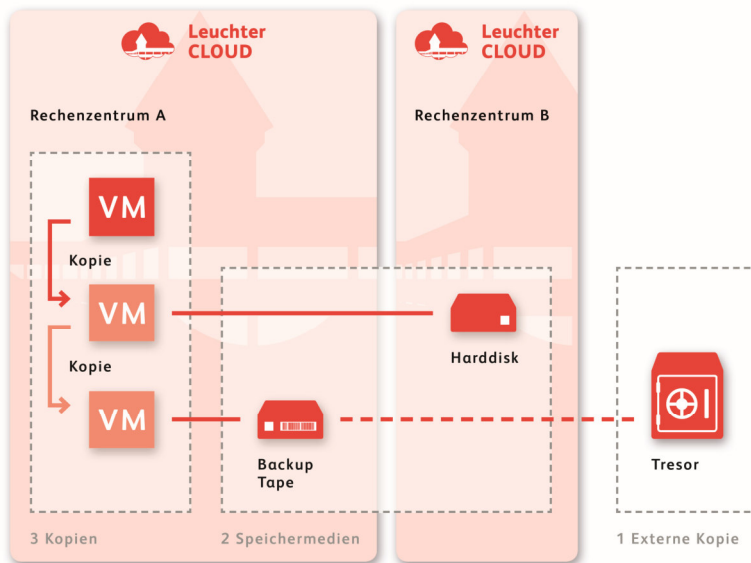 Leuchter
CLOUD
Leuchter
CLOUD
Rechenzentrum A
Rechenzentrum B
VM
Kopie
VM
Kopie
VM
Harddisk
Backup
Tape
Tresor
3 Kopien
2 Speichermedien
1 Externe Kopie